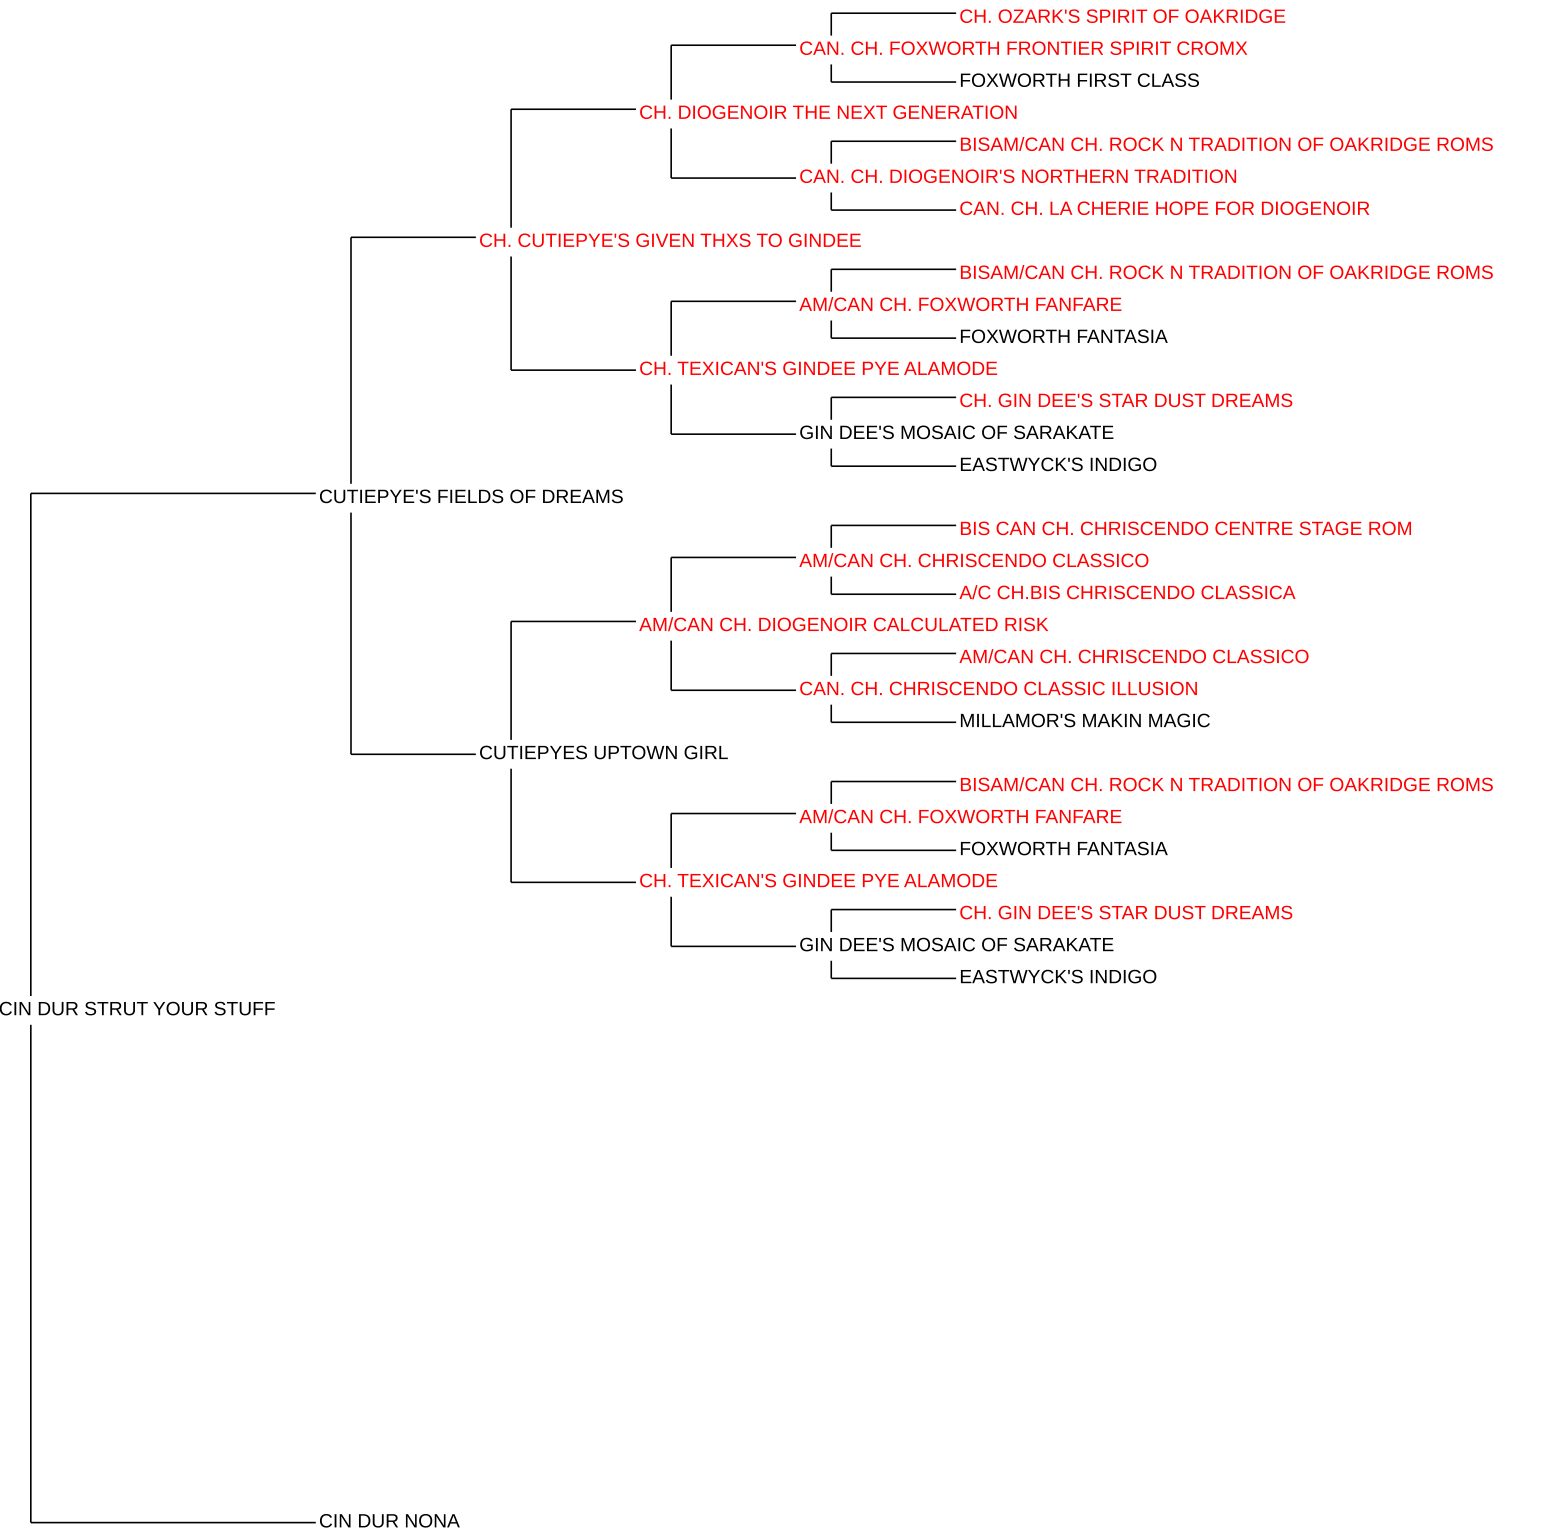 CH. OZARK'S SPIRIT OF OAKRIDGE
CAN. CH. FOXWORTH FRONTIER SPIRIT CROMX
FOXWORTH FIRST CLASS
CH. DIOGENOIR THE NEXT GENERATION
BISAM/CAN CH. ROCK N TRADITION OF OAKRIDGE ROMS
CAN. CH. DIOGENOIR'S NORTHERN TRADITION
CAN. CH. LA CHERIE HOPE FOR DIOGENOIR
CH. CUTIEPYE'S GIVEN THXS TO GINDEE
BISAM/CAN CH. ROCK N TRADITION OF OAKRIDGE ROMS
AM/CAN CH. FOXWORTH FANFARE
FOXWORTH FANTASIA
CH. TEXICAN'S GINDEE PYE ALAMODE
CH. GIN DEE'S STAR DUST DREAMS
GIN DEE'S MOSAIC OF SARAKATE
EASTWYCK'S INDIGO
CUTIEPYE'S FIELDS OF DREAMS
BIS CAN CH. CHRISCENDO CENTRE STAGE ROM
AM/CAN CH. CHRISCENDO CLASSICO
A/C CH.BIS CHRISCENDO CLASSICA
AM/CAN CH. DIOGENOIR CALCULATED RISK
AM/CAN CH. CHRISCENDO CLASSICO
CAN. CH. CHRISCENDO CLASSIC ILLUSION
MILLAMOR'S MAKIN MAGIC
CUTIEPYES UPTOWN GIRL
BISAM/CAN CH. ROCK N TRADITION OF OAKRIDGE ROMS
AM/CAN CH. FOXWORTH FANFARE
FOXWORTH FANTASIA
CH. TEXICAN'S GINDEE PYE ALAMODE
CH. GIN DEE'S STAR DUST DREAMS
GIN DEE'S MOSAIC OF SARAKATE
EASTWYCK'S INDIGO
CIN DUR STRUT YOUR STUFF
CIN DUR NONA